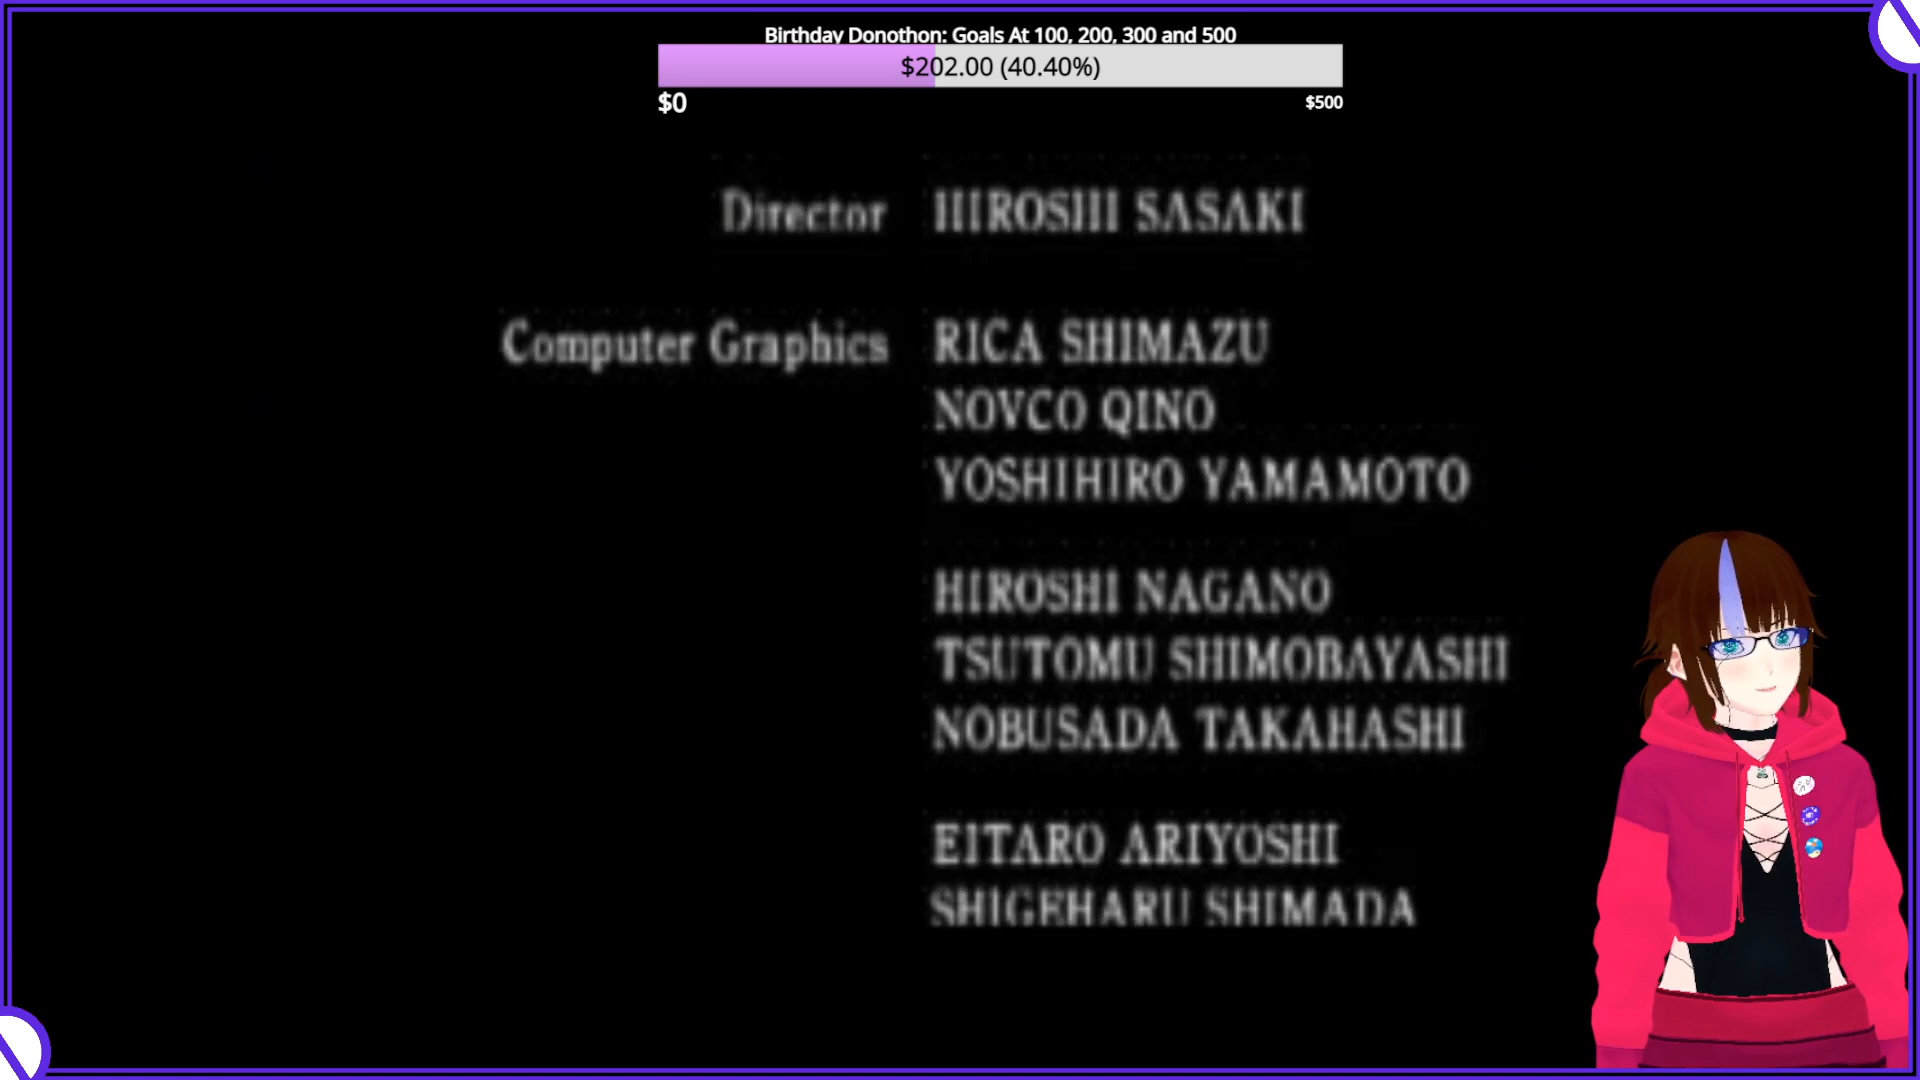 Birthday Donothon: Goals At 100, 200, 300 and 500
$202.00 (40.40%)
$0 $500
Director HIROSHI SASAKI
Computer Graphics RICA SHIMAZU
NOVCO QINO
YOSHIHIRO YAMAMOTO
HIROSHI NAGANO
TSUTOMU SHIMOBAYASHI
NOBUSADA TAKAHASHI
EITARO ARIYOSHI
SHIGEHARU SHIMADA